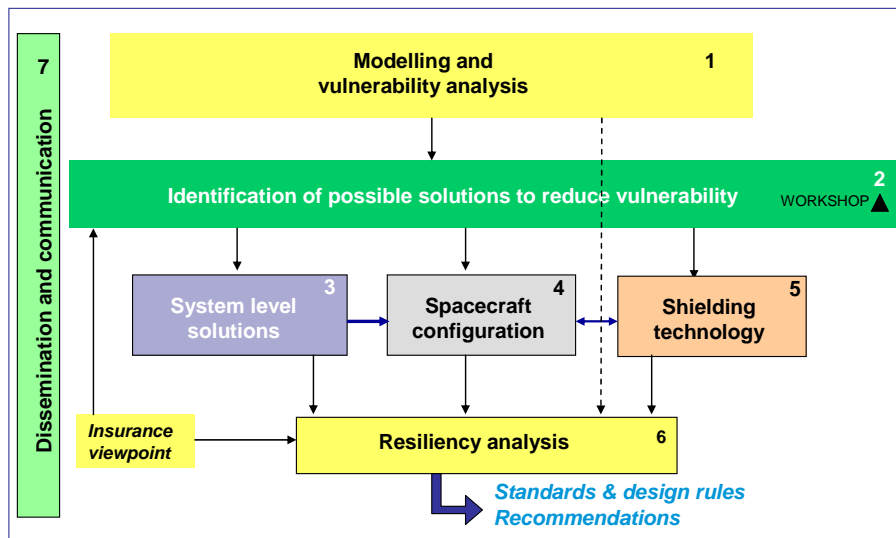 7
Dissemination and communication
Modelling and
vulnerability analysis
1
Identification of possible solutions to reduce vulnerability
2
WORKSHOP
System level
solutions
3
Spacecraft
configuration
4
Shielding
technology
5
Insurance
viewpoint
Resiliency analysis
6
Standards & design rules
Recommendations